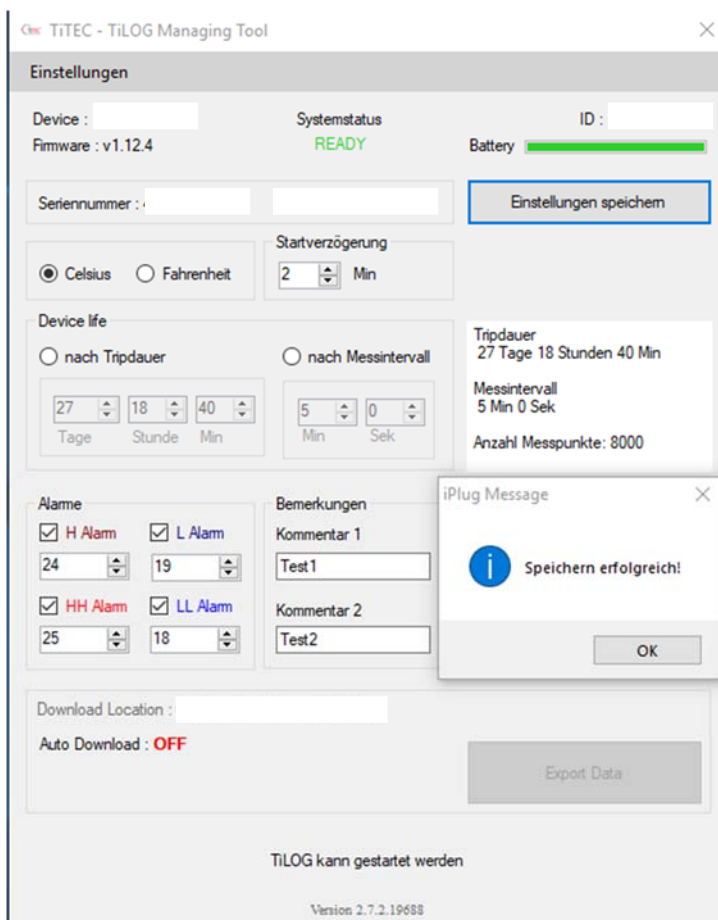 TiTEC - TiLOG Managing Tool
Einstellungen
Device :
Systemstatus
ID :
Firmware : v1.12.4
READY
Battery
Seriennummer :
Einstellungen speichern
Startverzögerung
Celsius
Fahrenheit
2
Min
Device life
nach Tripdauer
nach Messintervall
27
18
40
Tage
Stunde
Min
5
0
Min
Sek
Tripdauer
27 Tage 18 Stunden 40 Min
Messintervall
5 Min 0 Sek
Anzahl Messpunkte: 8000
Alarme
H Alarm
L Alarm
24
19
HH Alarm
LL Alarm
25
18
Bemerkungen
Kommentar 1
Test1
Kommentar 2
Test2
iPlug Message
Speichern erfolgreich!
OK
Download Location :
Auto Download : OFF
Export Data
TiLOG kann gestartet werden
Version 2.7.2.19688